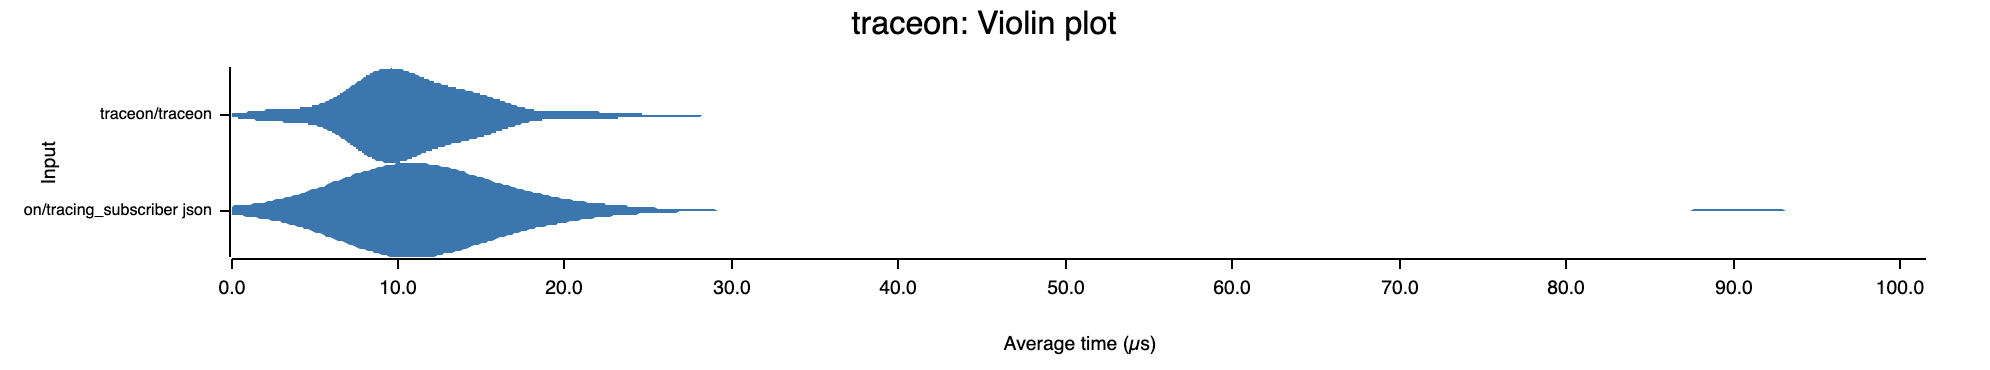 traceon: Violin plot
Input
traceon/traceon
on/tracing_subscriber json
0.0 10.0 20.0 30.0 40.0 50.0 60.0 70.0 80.0 90.0 100.0
Average time (µs)